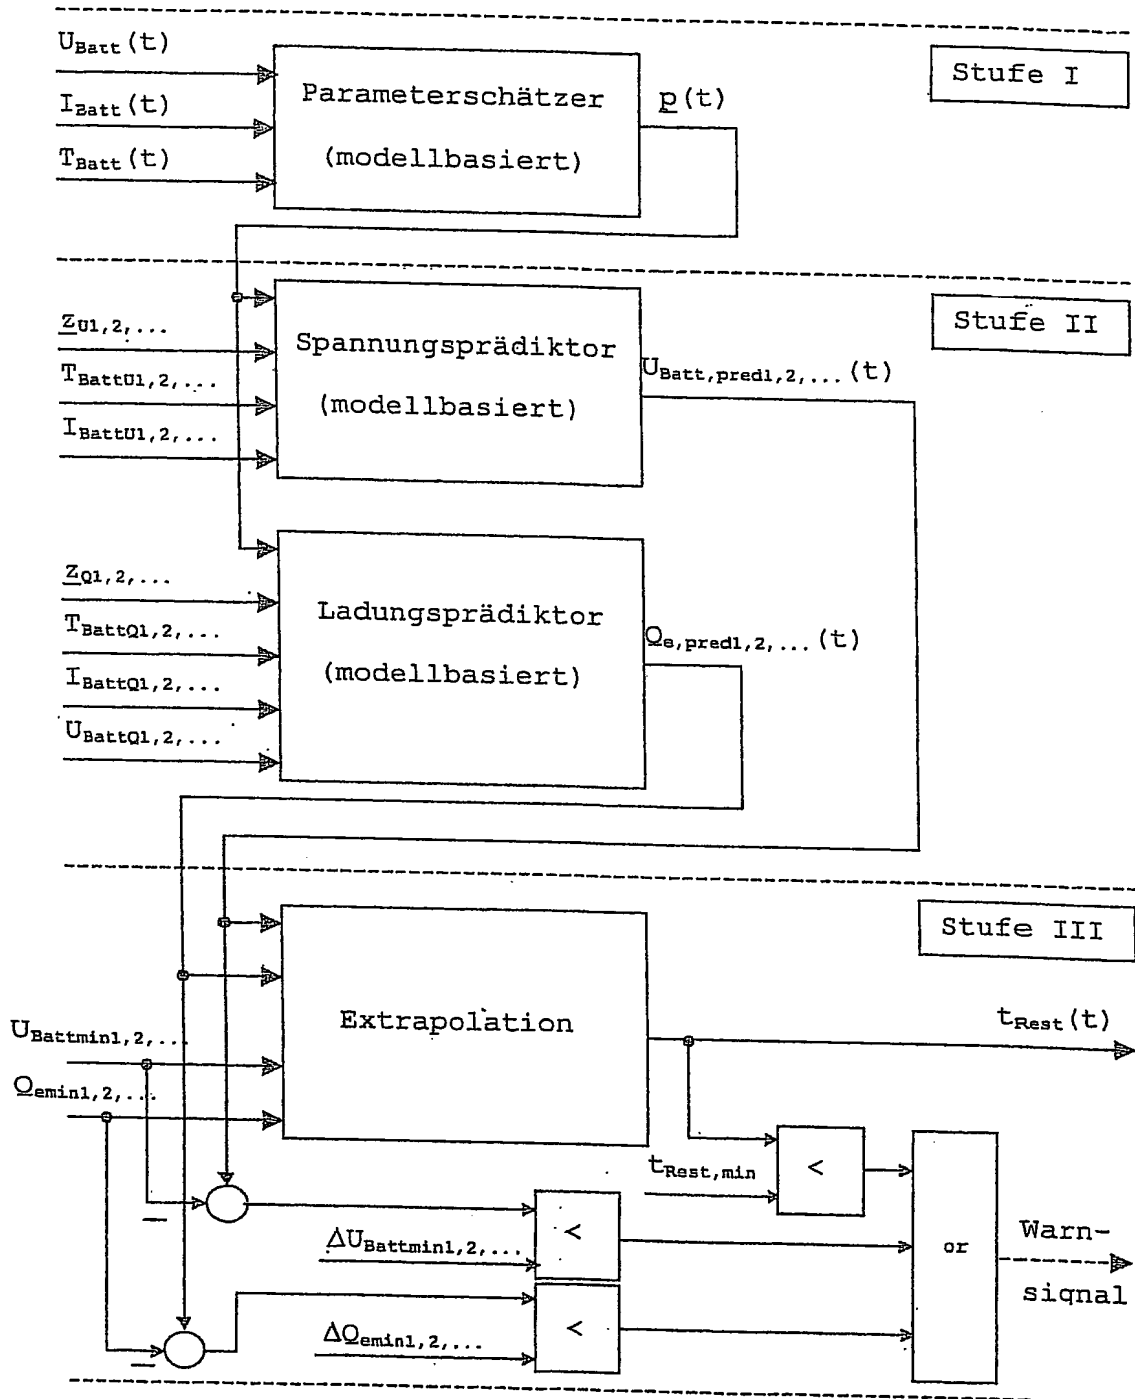 Stufe I
U_Batt(t)
I_Batt(t)
T_Batt(t)
Parameterschätzer
(modellbasiert)
p(t)
Stufe II
z_U1,2,...
T_BattU1,2,...
I_BattU1,2,...
Spannungsprädiktor
(modellbasiert)
U_Batt,pred1,2,...(t)
z_Q1,2,...
T_BattQ1,2,...
I_BattQ1,2,...
U_BattQ1,2,...
Ladungsprädiktor
(modellbasiert)
Q_e,pred1,2,...(t)
Stufe III
U_Battmin1,2,...
Q_emin1,2,...
Extrapolation
t_Rest(t)
t_Rest,min
<
–
ΔU_Battmin1,2,...
<
or
Warn-
signal
–
ΔQ_emin1,2,...
<